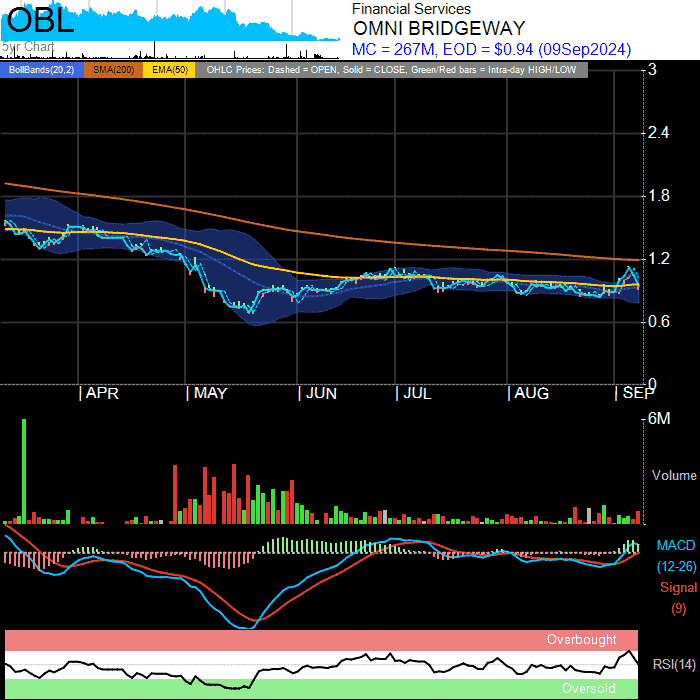 OBL
5yr Chart
Financial Services
OMNI BRIDGEWAY
MC = 267M, EOD = $0.94 (09Sep2024)
BollBands(20,2) SMA(200) EMA(50) OHLC Prices: Dashed = OPEN, Solid = CLOSE, Green/Red bars = Intra-day HIGH/LOW
3
2.4
1.8
1.2
0.6
0
| APR | MAY | JUN | JUL | AUG | SEP
6M
Volume
MACD
(12-26)
Signal
(9)
Overbought
RSI(14)
Oversold